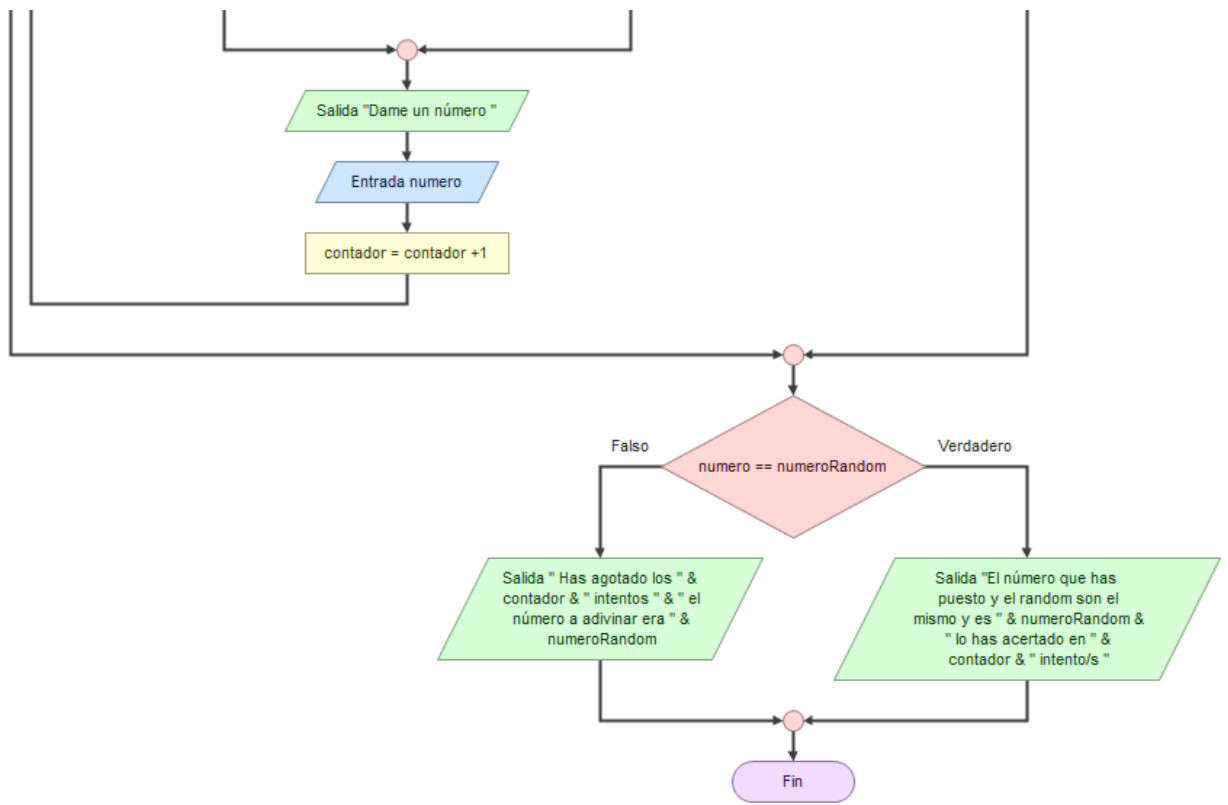 Salida "Dame un número "
Entrada numero
contador = contador +1
Falso
Verdadero
numero == numeroRandom
Salida " Has agotado los " &
contador & " intentos " & " el
número a adivinar era " &
numeroRandom
Salida "El número que has
puesto y el random son el
mismo y es " & numeroRandom &
" lo has acertado en " &
contador & " intento/s "
Fin